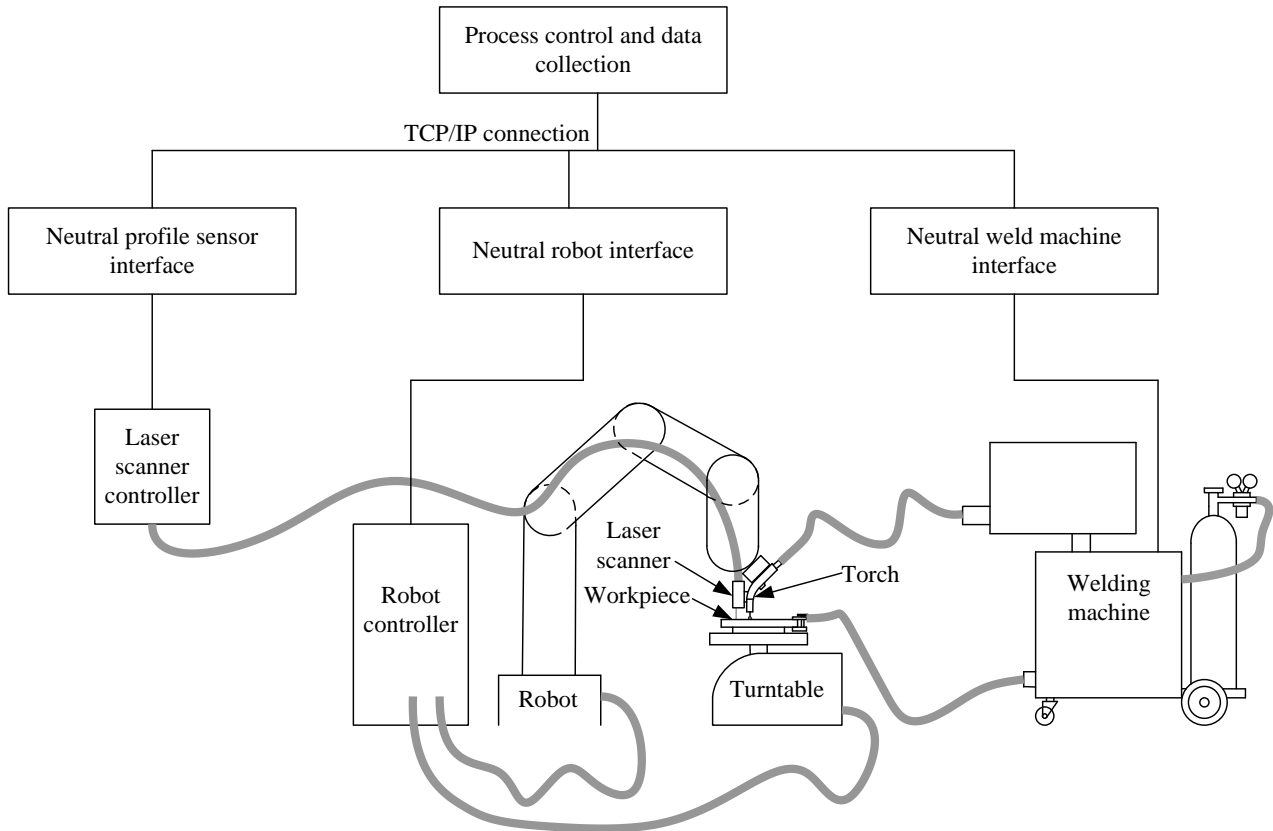 Process control and data
collection
TCP/IP connection
Neutral profile sensor
interface
Neutral robot interface
Neutral weld machine
interface
Laser
scanner
controller
Robot
controller
Robot
Laser
scanner
Workpiece
Torch
Turntable
Welding
machine